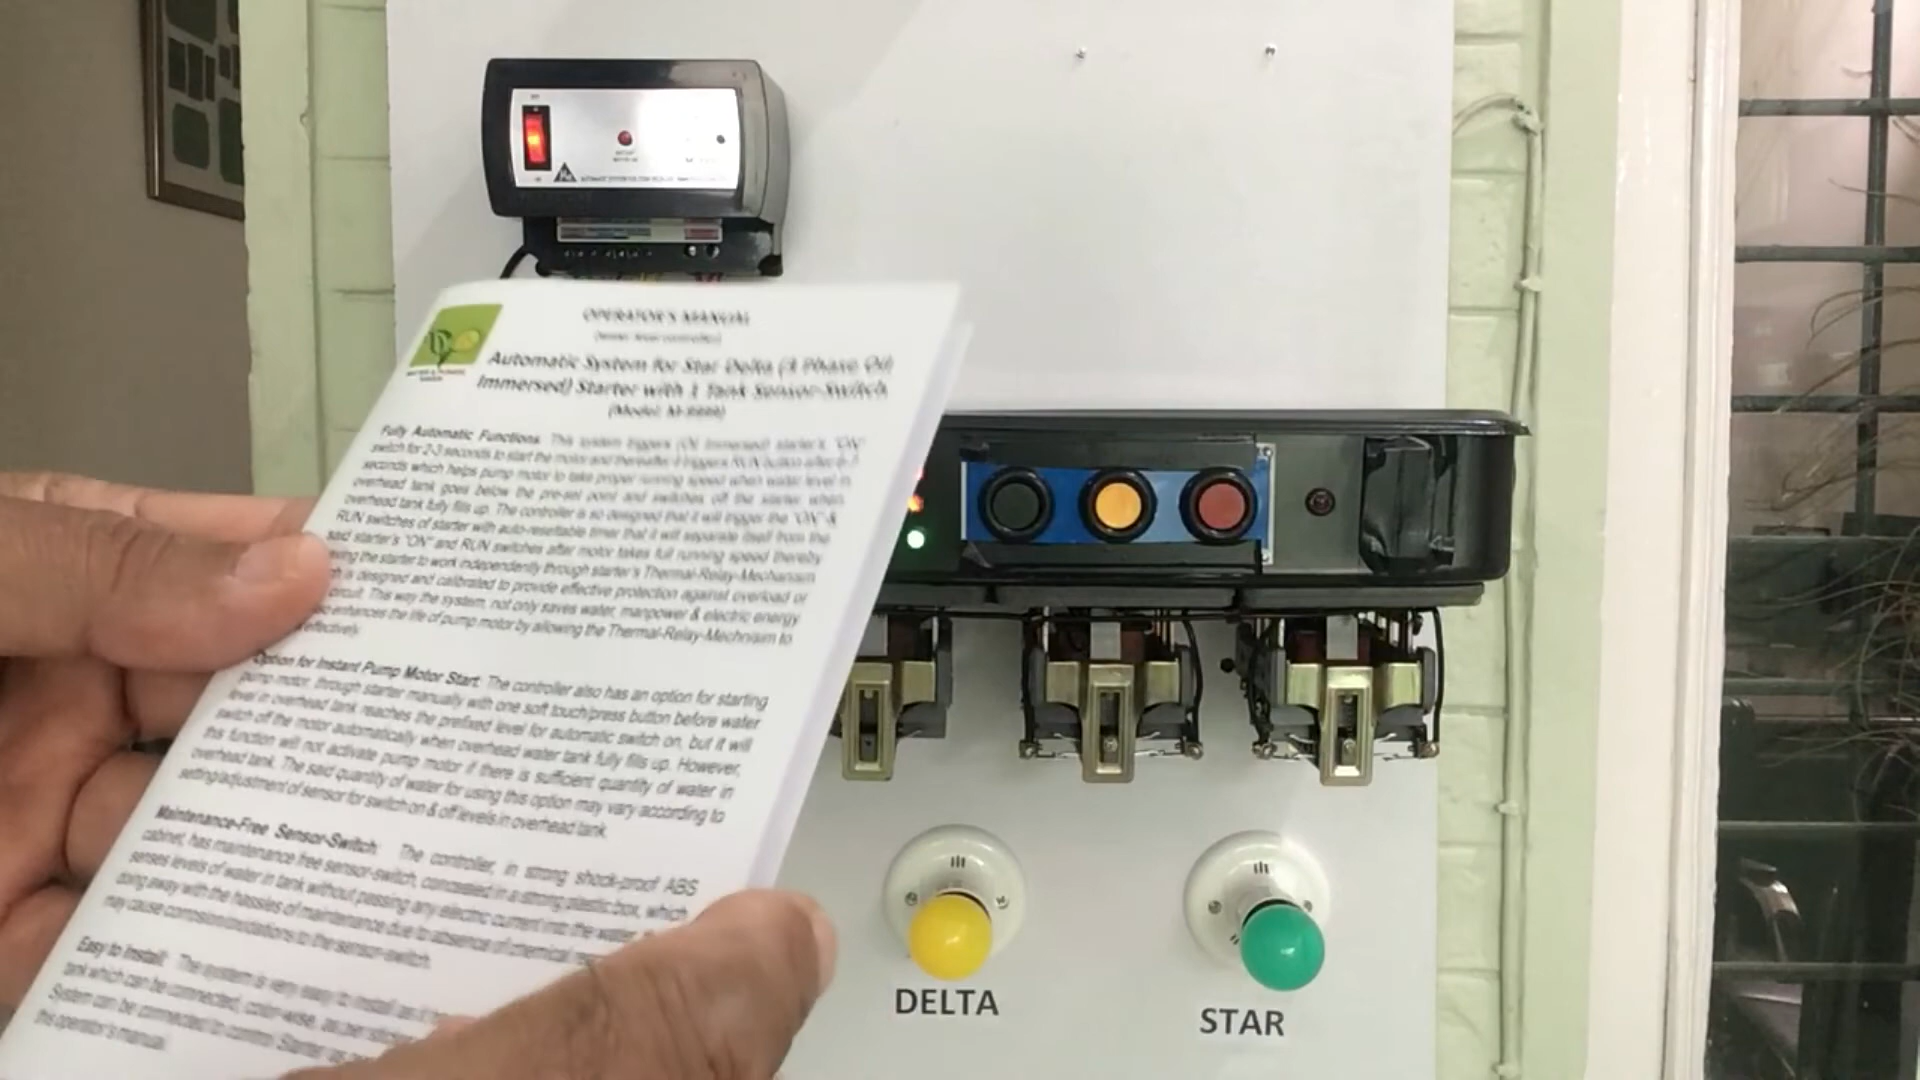 OPERATOR'S MANUAL
Automatic System for Star Delta (3 Phase Oil
Immersed) Starter with 1 Tank Sensor-Switch
Fully Automatic Functions: This system triggers (Oil Immersed) starter's "ON"
switch for 2-3 seconds to start the motor and thereafter it triggers RUN button after
seconds which helps pump motor to take proper running speed when water level in
overhead tank goes below the pre-set point and switches off the starter when
overhead tank fully fills up. The controller is so designed that it will trigger the "ON" &
RUN switches of starter with auto-resettable timer that it will separate itself from the
said starter's "ON" and RUN switches after motor takes full running speed thereby
the starter to work independently through starter's Thermal-Relay-Mechanism
is designed and calibrated to provide effective protection against overload or
circuit. This way the system, not only saves water, manpower & electric energy
enhances the life of pump motor by allowing the Thermal-Relay-Mechnism to
effectively.
Option for Instant Pump Motor Start: The controller also has an option for starting
pump motor, through starter manually with one soft touch/press button before water
level in overhead tank reaches the prefixed level for automatic switch on, but it will
switch off the motor automatically when overhead water tank fully fills up. However,
this function will not activate pump motor if there is sufficient quantity of water in
overhead tank. The said quantity of water for using this option may vary according to
setting/adjustment of sensor for switch on & off levels in overhead tank.
Maintenance-Free Sensor-Switch: The controller, in strong shock-proof ABS
cabinet, has maintenance free sensor-switch, concealed in a strong plastic box, which
senses levels of water in tank without passing any electric current into the water
doing away with the hassles of maintenance due to absence of chemical
may cause corrosion/oxudations to the sensor-switch.
Easy to Install: The system is very easy to install as it
tank which can be connected, color-wise, as per
System can be connected to comm Starter
this operator's manual.
DELTA
STAR